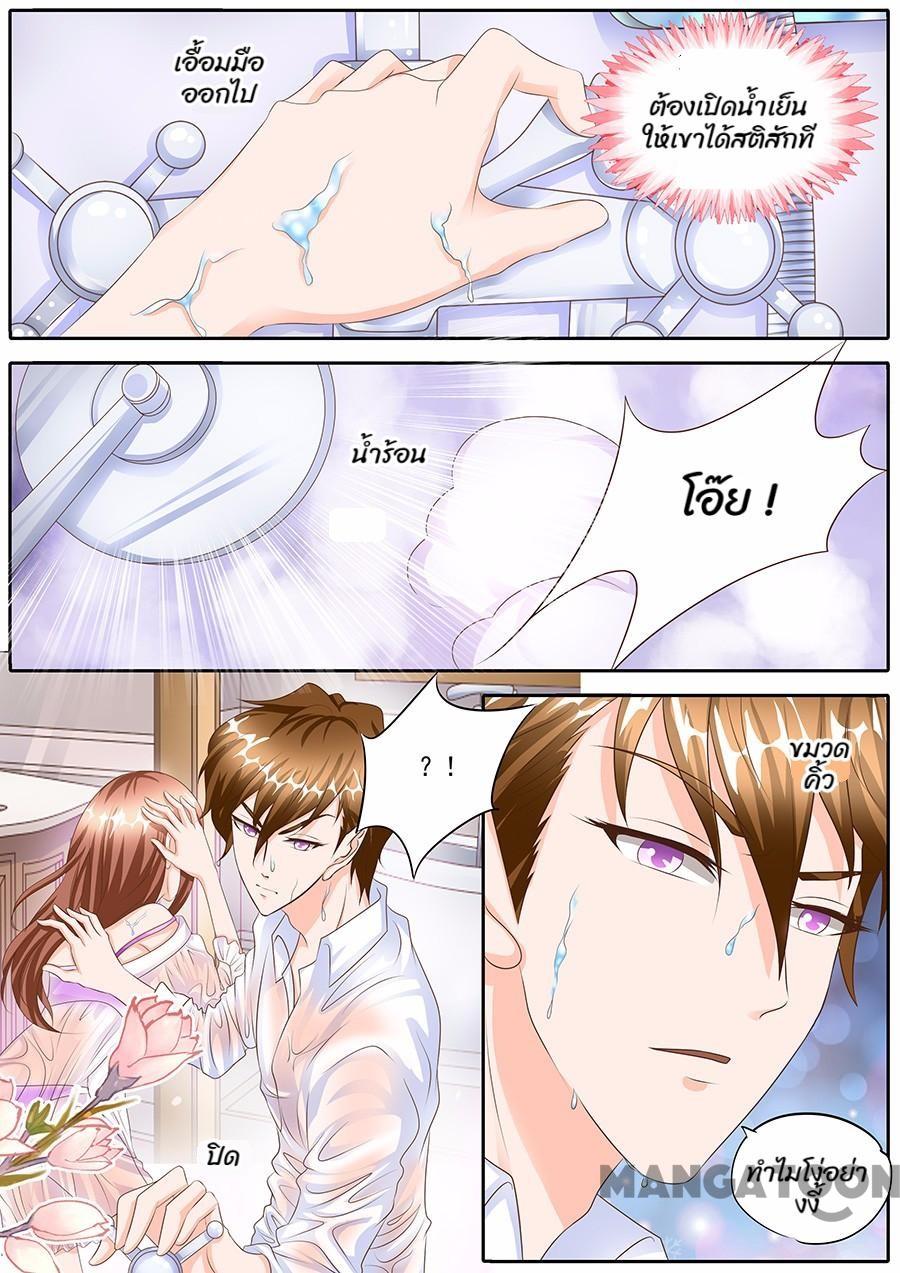 เอื้อมมือ
ออกไป
ต้องเปิดน้ำเย็น
ให้เขาได้สติสักที
น้ำร้อน
โอ๊ย !
? !
ขมวด
คิ้ว
ปิด
ทำไมโง่อย่า
งงี้
MANGATOON